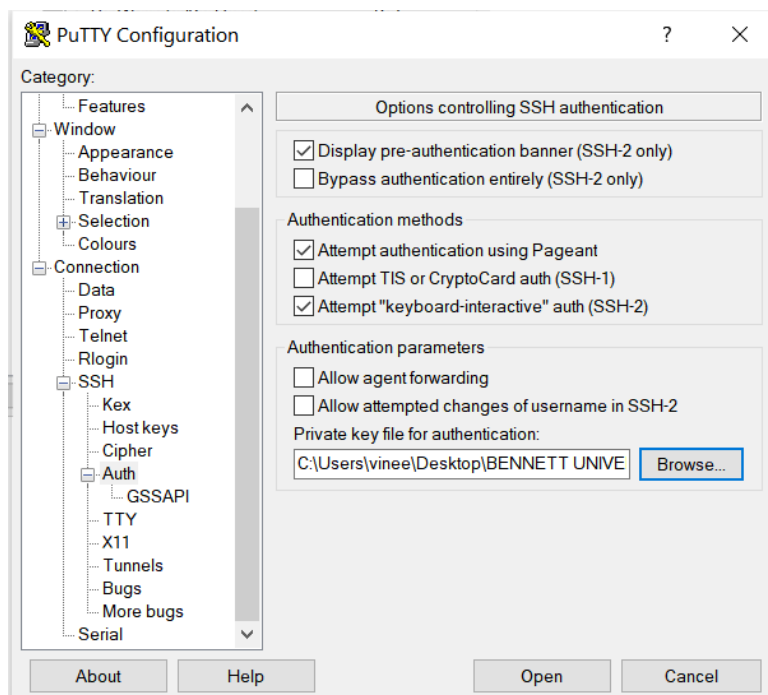 PuTTY Configuration
?
Category:
Features
Window
Appearance
Behaviour
Translation
Selection
Colours
Connection
Data
Proxy
Telnet
Rlogin
SSH
Kex
Host keys
Cipher
Auth
GSSAPI
TTY
X11
Tunnels
Bugs
More bugs
Serial
Options controlling SSH authentication
Display pre-authentication banner (SSH-2 only)
Bypass authentication entirely (SSH-2 only)
Authentication methods
Attempt authentication using Pageant
Attempt TIS or CryptoCard auth (SSH-1)
Attempt "keyboard-interactive" auth (SSH-2)
Authentication parameters
Allow agent forwarding
Allow attempted changes of username in SSH-2
Private key file for authentication:
C:\Users\vinee\Desktop\BENNETT UNIVE
Browse...
About
Help
Open
Cancel